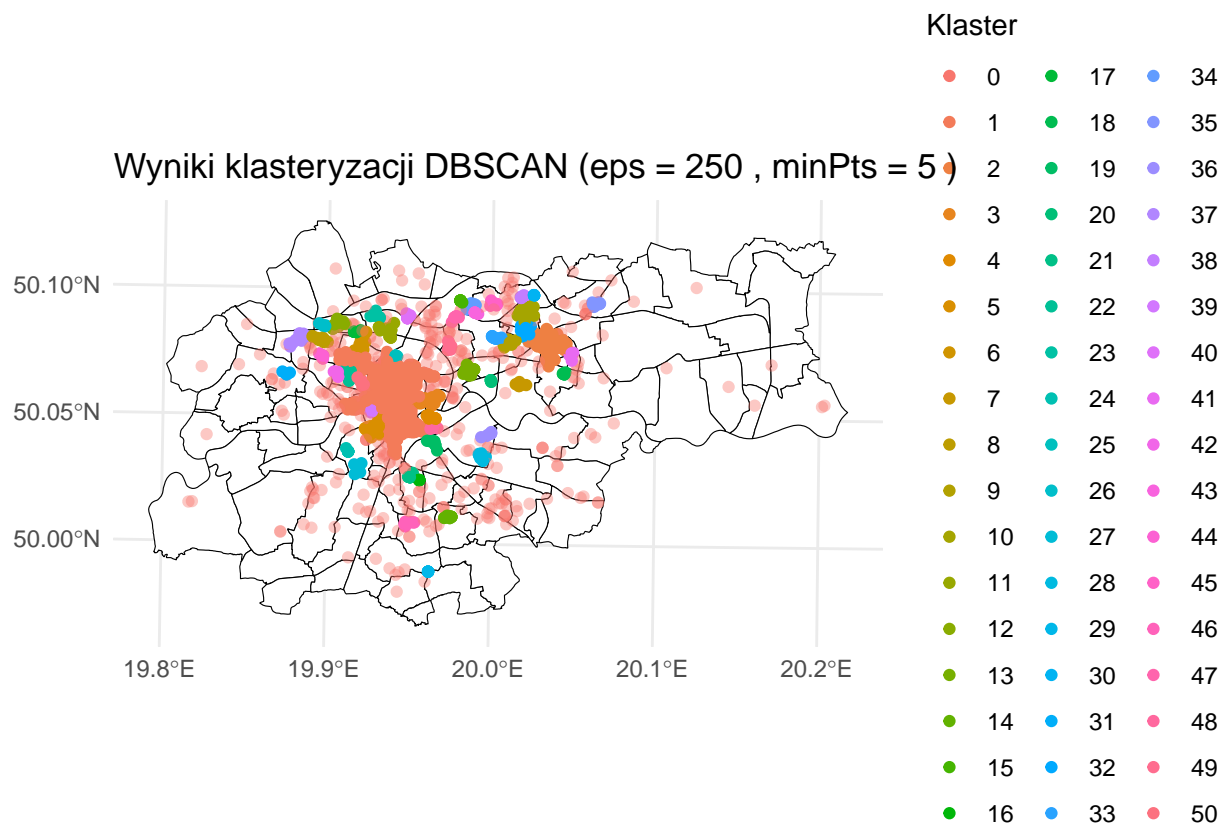 Klaster
Wyniki klasteryzacji DBSCAN (eps = 250 , minPts = 5 )
0 17 34
1 18 35
2 19 36
3 20 37
4 21 38
5 22 39
6 23 40
7 24 41
8 25 42
9 26 43
10 27 44
11 28 45
12 29 46
13 30 47
14 31 48
15 32 49
16 33 50
50.10°N
50.05°N
50.00°N
19.8°E 19.9°E 20.0°E 20.1°E 20.2°E